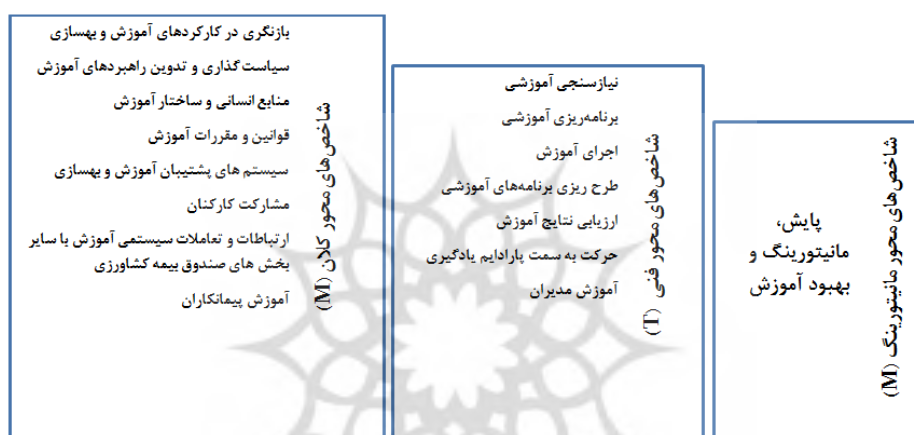 شاخص‌های محور مانیتورینگ (M)
پایش،
مانیتورینگ و
بهبود آموزش
شاخص‌های محور فنی (T)
نیازسنجی آموزشی
برنامه‌ریزی آموزشی
اجرای آموزش
طرح ریزی برنامه‌های آموزشی
ارزیابی نتایج آموزش
حرکت به سمت پارادایم یادگیری
آموزش مدیران
شاخص‌های محور کلان (M)
بازنگری در کارکردهای آموزش و بهسازی
سیاست گذاری و تدوین راهبردهای آموزش
منابع انسانی و ساختار آموزش
قوانین و مقررات آموزش
سیستم های پشتیبان آموزش و بهسازی
مشارکت کارکنان
ارتباطات و تعاملات سیستمی آموزش با سایر
بخش های صندوق بیمه کشاورزی
آموزش پیمانکاران